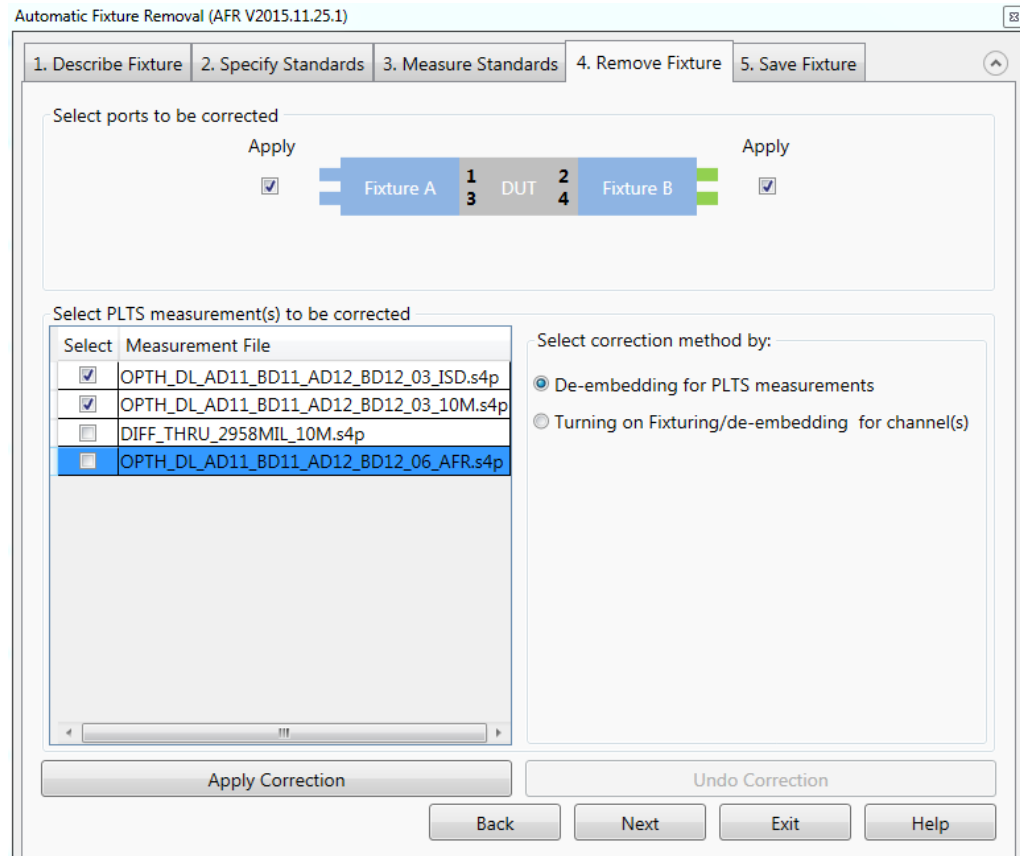 Automatic Fixture Removal (AFR V2015.11.25.1)
1. Describe Fixture 2. Specify Standards 3. Measure Standards 4. Remove Fixture 5. Save Fixture
Select ports to be corrected
Apply Apply
Fixture A 1 DUT 2 Fixture B
3 4
Select PLTS measurement(s) to be corrected
Select Measurement File
OPTH_DL_AD11_BD11_AD12_BD12_03_ISD.s4p
OPTH_DL_AD11_BD11_AD12_BD12_03_10M.s4p
DIFF_THRU_2958MIL_10M.s4p
OPTH_DL_AD11_BD11_AD12_BD12_06_AFR.s4p
Select correction method by:
De-embedding for PLTS measurements
Turning on Fixturing/de-embedding for channel(s)
Apply Correction Undo Correction
Back Next Exit Help